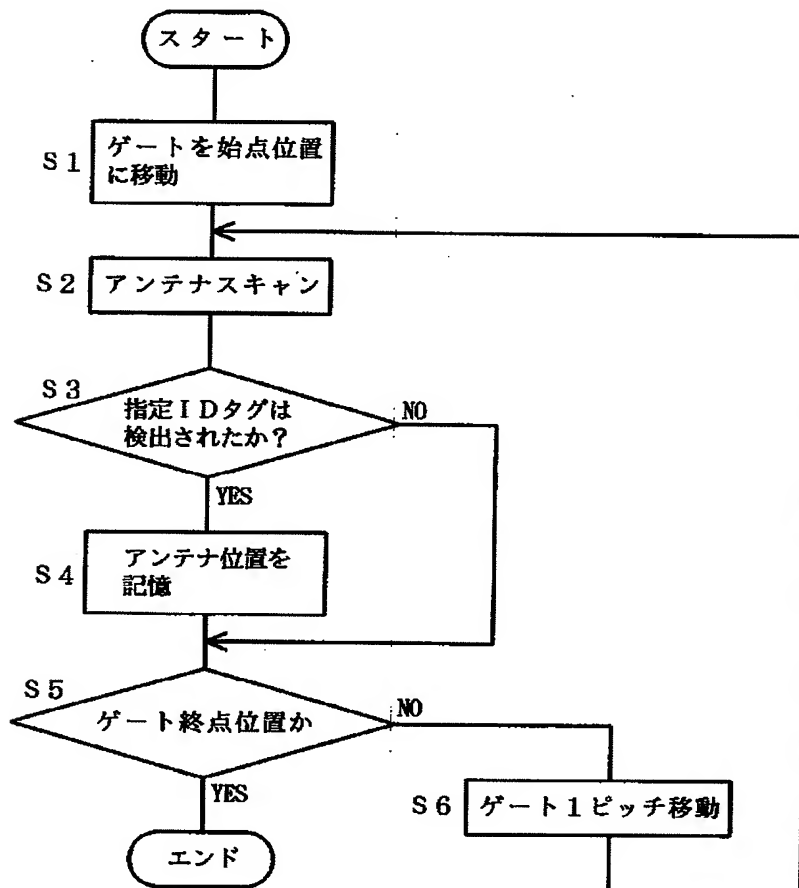 スタート
S1
ゲートを始点位置
に移動
S2
アンテナスキャン
S3
指定IDタグは
検出されたか？
NO
YES
S4
アンテナ位置を
記憶
S5
ゲート終点位置か
NO
YES
S6
ゲート1ピッチ移動
エンド